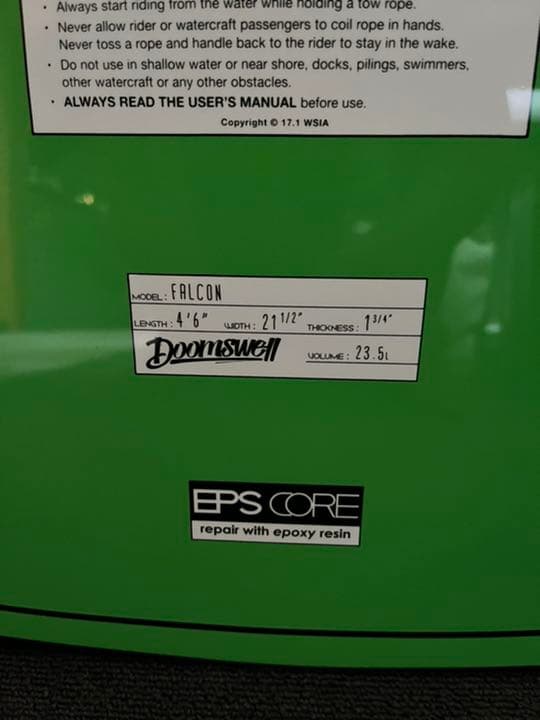 · Always start riding from the water while holding a tow rope.
· Never allow rider or watercraft passengers to coil rope in hands.
Never toss a rope and handle back to the rider to stay in the wake.
· Do not use in shallow water or near shore, docks, pilings, swimmers,
other watercraft or any other obstacles.
· ALWAYS READ THE USER'S MANUAL before use.
Copyright © 17.1 WSIA
MODEL: FALCON
LENGTH: 4'6" WIDTH: 21 1/2" THICKNESS: 1 3/4"
Doomswell VOLUME: 23.5L
EPS CORE
repair with epoxy resin